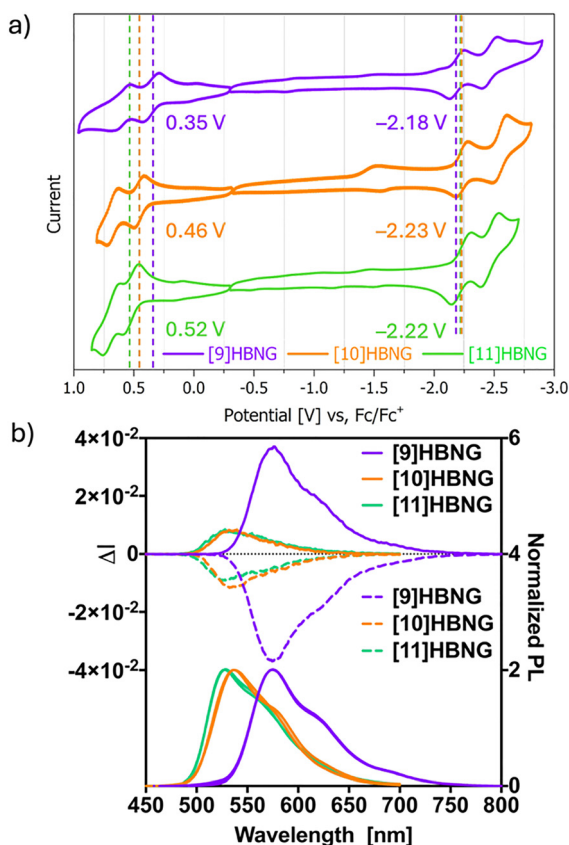 a)
0.35 V
−2.18 V
0.46 V
−2.23 V
0.52 V
−2.22 V
Current
[9]HBNG [10]HBNG [11]HBNG
1.0 0.5 0.0 -0.5 -1.0 -1.5 -2.0 -2.5 -3.0
Potential [V] vs, Fc/Fc⁺
b)
4×10⁻²
2×10⁻²
0
-2×10⁻²
-4×10⁻²
ΔI
[9]HBNG
[10]HBNG
[11]HBNG
[9]HBNG
[10]HBNG
[11]HBNG
6
4
2
0
Normalized PL
450 500 550 600 650 700 750 800
Wavelength [nm]